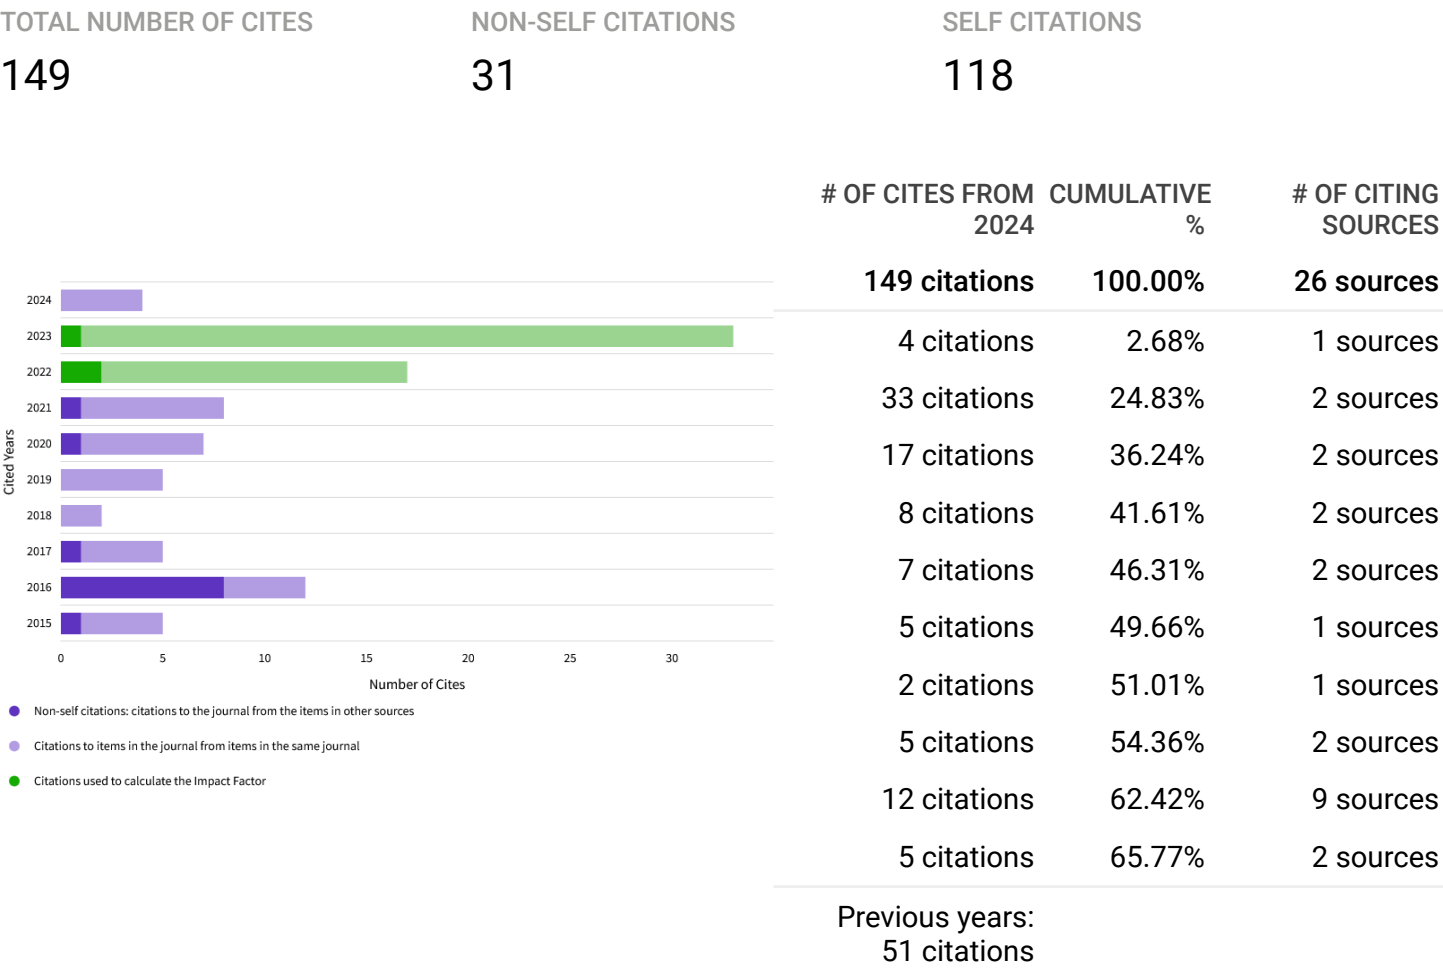 TOTAL NUMBER OF CITES
149
NON-SELF CITATIONS
31
SELF CITATIONS
118
# OF CITES FROM
2024
CUMULATIVE
%
# OF CITING
SOURCES
149 citations 100.00% 26 sources
2024
4 citations 2.68% 1 sources
2023
33 citations 24.83% 2 sources
2022
17 citations 36.24% 2 sources
2021
8 citations 41.61% 2 sources
2020
7 citations 46.31% 2 sources
2019
5 citations 49.66% 1 sources
2018
2 citations 51.01% 1 sources
2017
5 citations 54.36% 2 sources
2016
12 citations 62.42% 9 sources
2015
5 citations 65.77% 2 sources
Previous years:
51 citations
Cited Years
0 5 10 15 20 25 30
Number of Cites
Non-self citations: citations to the journal from the items in other sources
Citations to items in the journal from items in the same journal
Citations used to calculate the Impact Factor